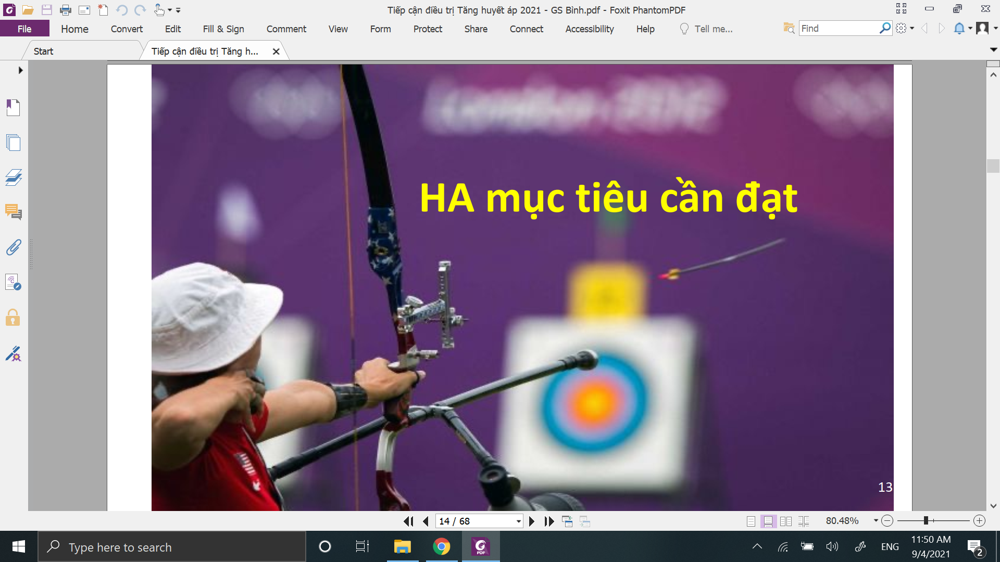 Tiếp cận điều trị Tăng huyết áp 2021 - GS Bình.pdf - Foxit PhantomPDF
File Home Convert Edit Fill & Sign Comment View Form Protect Share Connect Accessibility Help Tell me... Find
Start Tiếp cận điều trị Tăng h...
HA mục tiêu cần đạt
13
14 / 68 80.48%
Type here to search PDF ENG 11:50 AM
9/4/2021 2